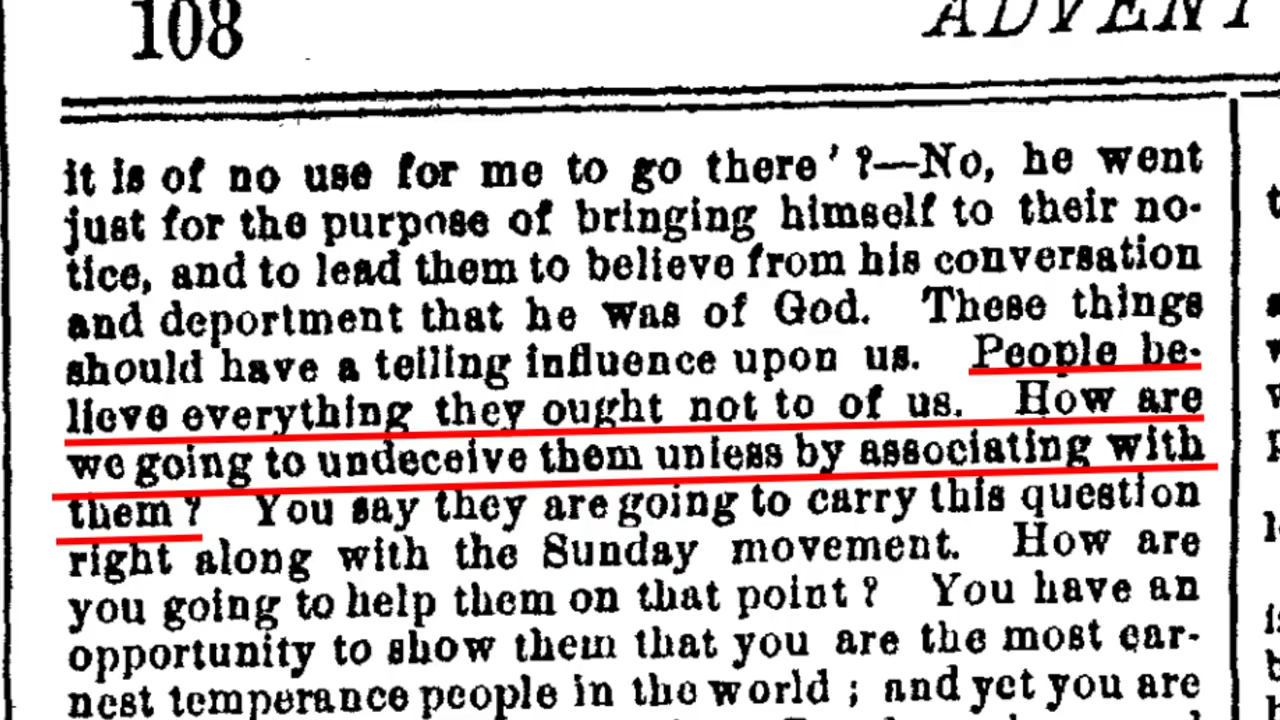 108
ADVENT
it is of no use for me to go there' ?—No, he went
just for the purpose of bringing himself to their no-
tice, and to lead them to believe from his conversation
and deportment that he was of God. These things
should have a telling influence upon us. People be-
lieve everything they ought not to of us. How are
we going to undeceive them unless by associating with
them ? You say they are going to carry this question
right along with the Sunday movement. How are
you going to help them on that point ? You have an
opportunity to show them that you are the most ear-
nest temperance people in the world ; and yet you are